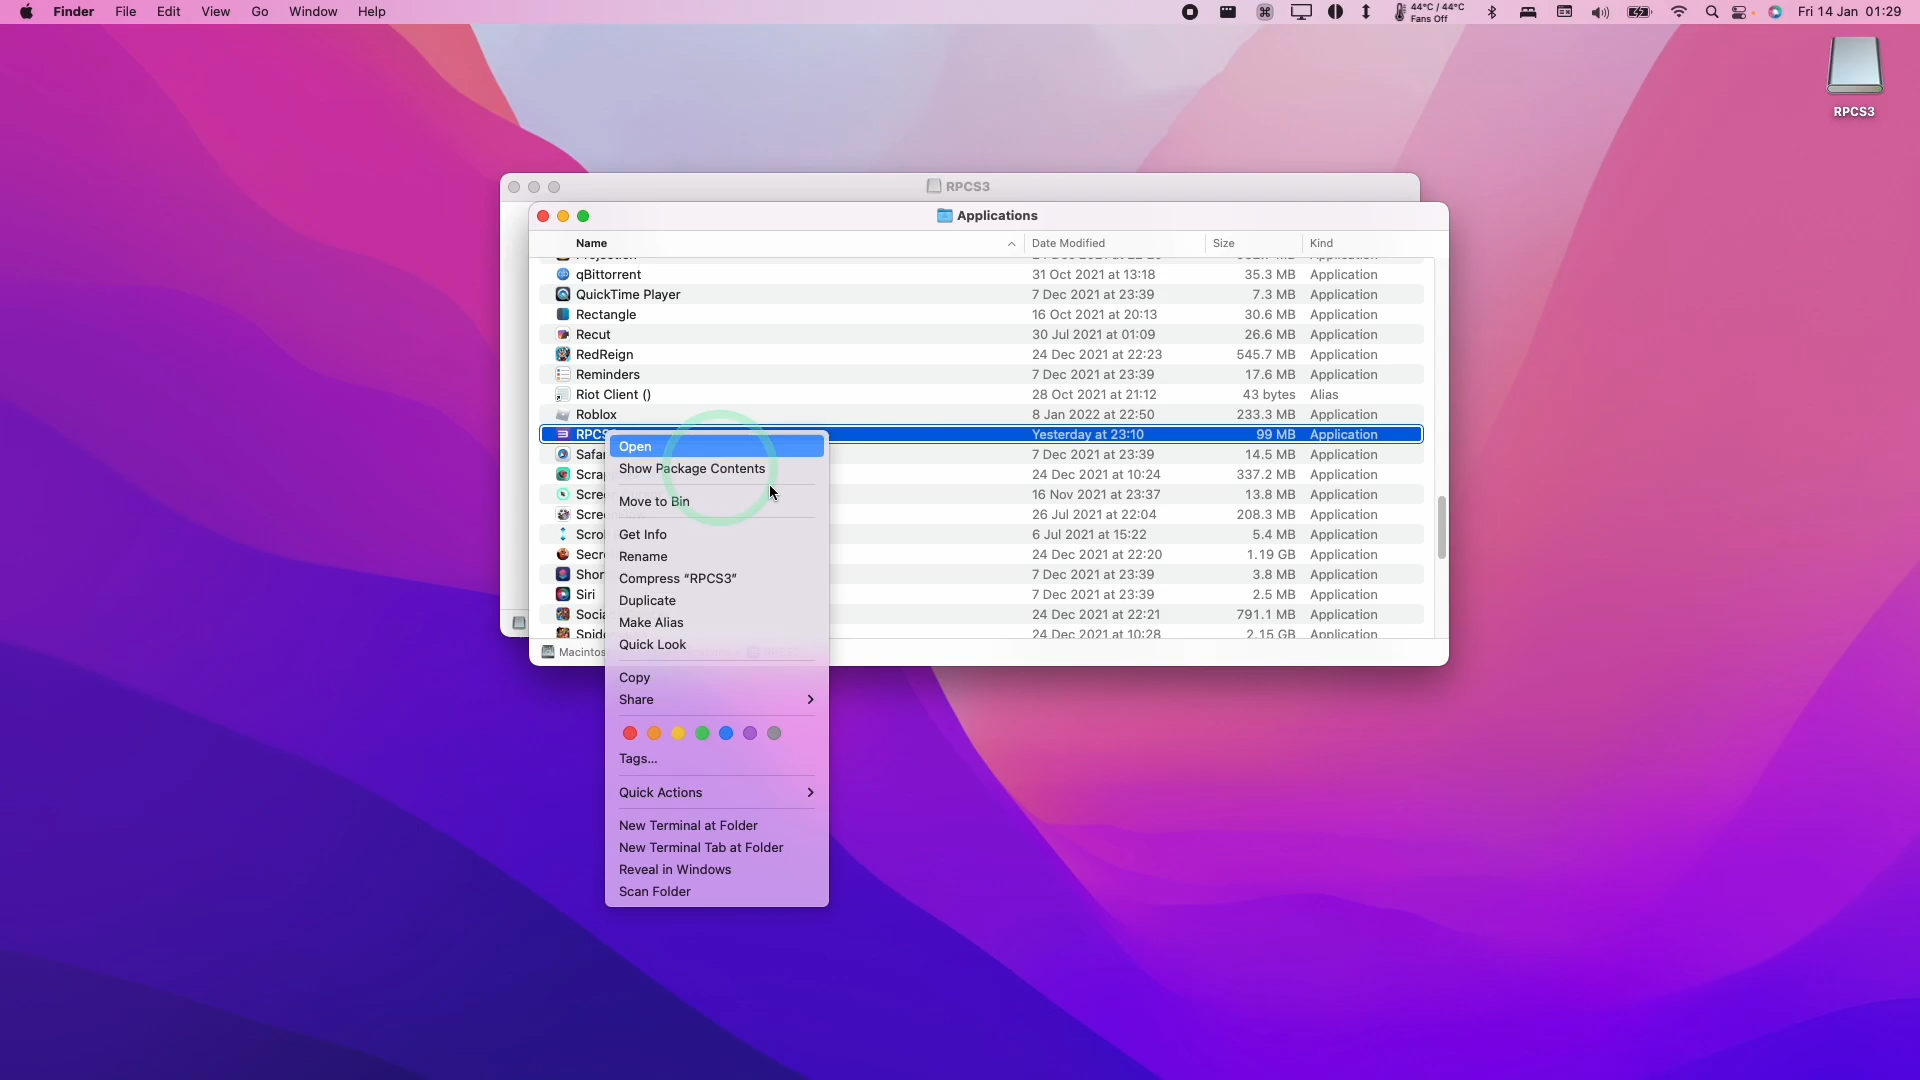 Finder File Edit View Go Window Help
44°C / 44°C
Fans Off
Fri 14 Jan 01:29
RPCS3
RPCS3
Applications
Name Date Modified Size Kind
qBittorrent 31 Oct 2021 at 13:18 35.3 MB Application
QuickTime Player 7 Dec 2021 at 23:39 7.3 MB Application
Rectangle 16 Oct 2021 at 20:13 30.6 MB Application
Recut 30 Jul 2021 at 01:09 26.6 MB Application
RedReign 24 Dec 2021 at 22:23 545.7 MB Application
Reminders 7 Dec 2021 at 23:39 17.6 MB Application
Riot Client () 28 Oct 2021 at 21:12 43 bytes Alias
Roblox 8 Jan 2022 at 22:50 233.3 MB Application
RPCS Yesterday at 23:10 99 MB Application
Safa 7 Dec 2021 at 23:39 14.5 MB Application
Scra 24 Dec 2021 at 10:24 337.2 MB Application
Scre 16 Nov 2021 at 23:37 13.8 MB Application
Scre 26 Jul 2021 at 22:04 208.3 MB Application
Scro 6 Jul 2021 at 15:22 5.4 MB Application
Secr 24 Dec 2021 at 22:20 1.19 GB Application
Shor 7 Dec 2021 at 23:39 3.8 MB Application
Siri 7 Dec 2021 at 23:39 2.5 MB Application
Socia 24 Dec 2021 at 22:21 791.1 MB Application
Spid 24 Dec 2021 at 10:28 2.15 GB Application
Macintos
Open
Show Package Contents
Move to Bin
Get Info
Rename
Compress “RPCS3”
Duplicate
Make Alias
Quick Look
Copy
Share
Tags...
Quick Actions
New Terminal at Folder
New Terminal Tab at Folder
Reveal in Windows
Scan Folder